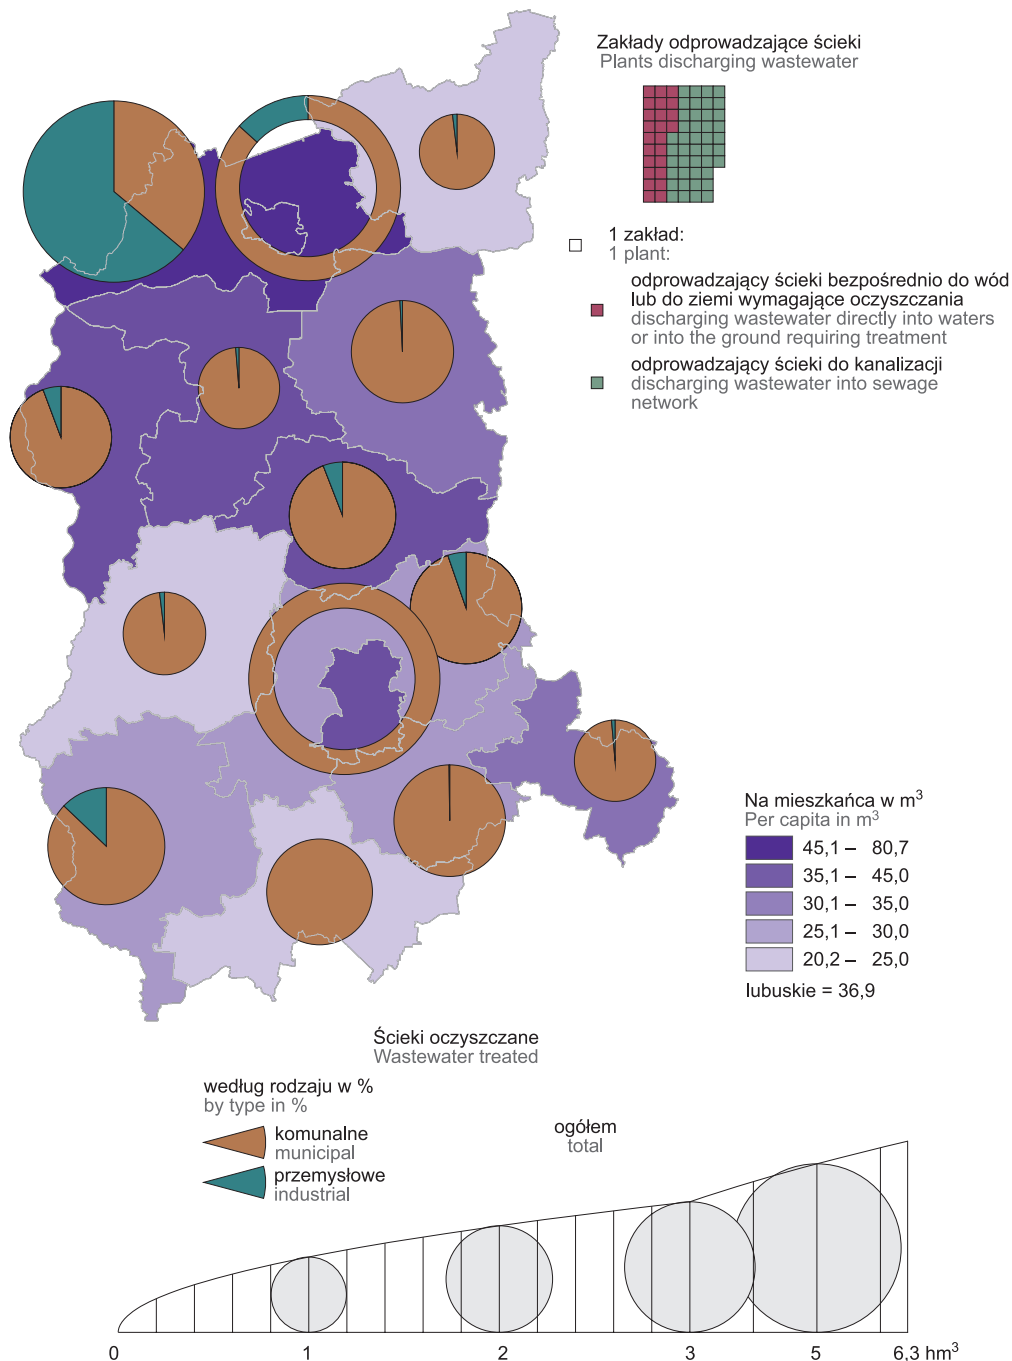 Zakłady odprowadzające ścieki
Plants discharging wastewater
1 zakład:
1 plant:
odprowadzający ścieki bezpośrednio do wód
lub do ziemi wymagające oczyszczania
discharging wastewater directly into waters
or into the ground requiring treatment
odprowadzający ścieki do kanalizacji
discharging wastewater into sewage
network
Na mieszkańca w m³
Per capita in m³
45,1 – 80,7
35,1 – 45,0
30,1 – 35,0
25,1 – 30,0
20,2 – 25,0
lubuskie = 36,9
Ścieki oczyszczane
Wastewater treated
według rodzaju w %
by type in %
komunalne
municipal
przemysłowe
industrial
ogółem
total
0 1 2 3 5 6,3 hm³